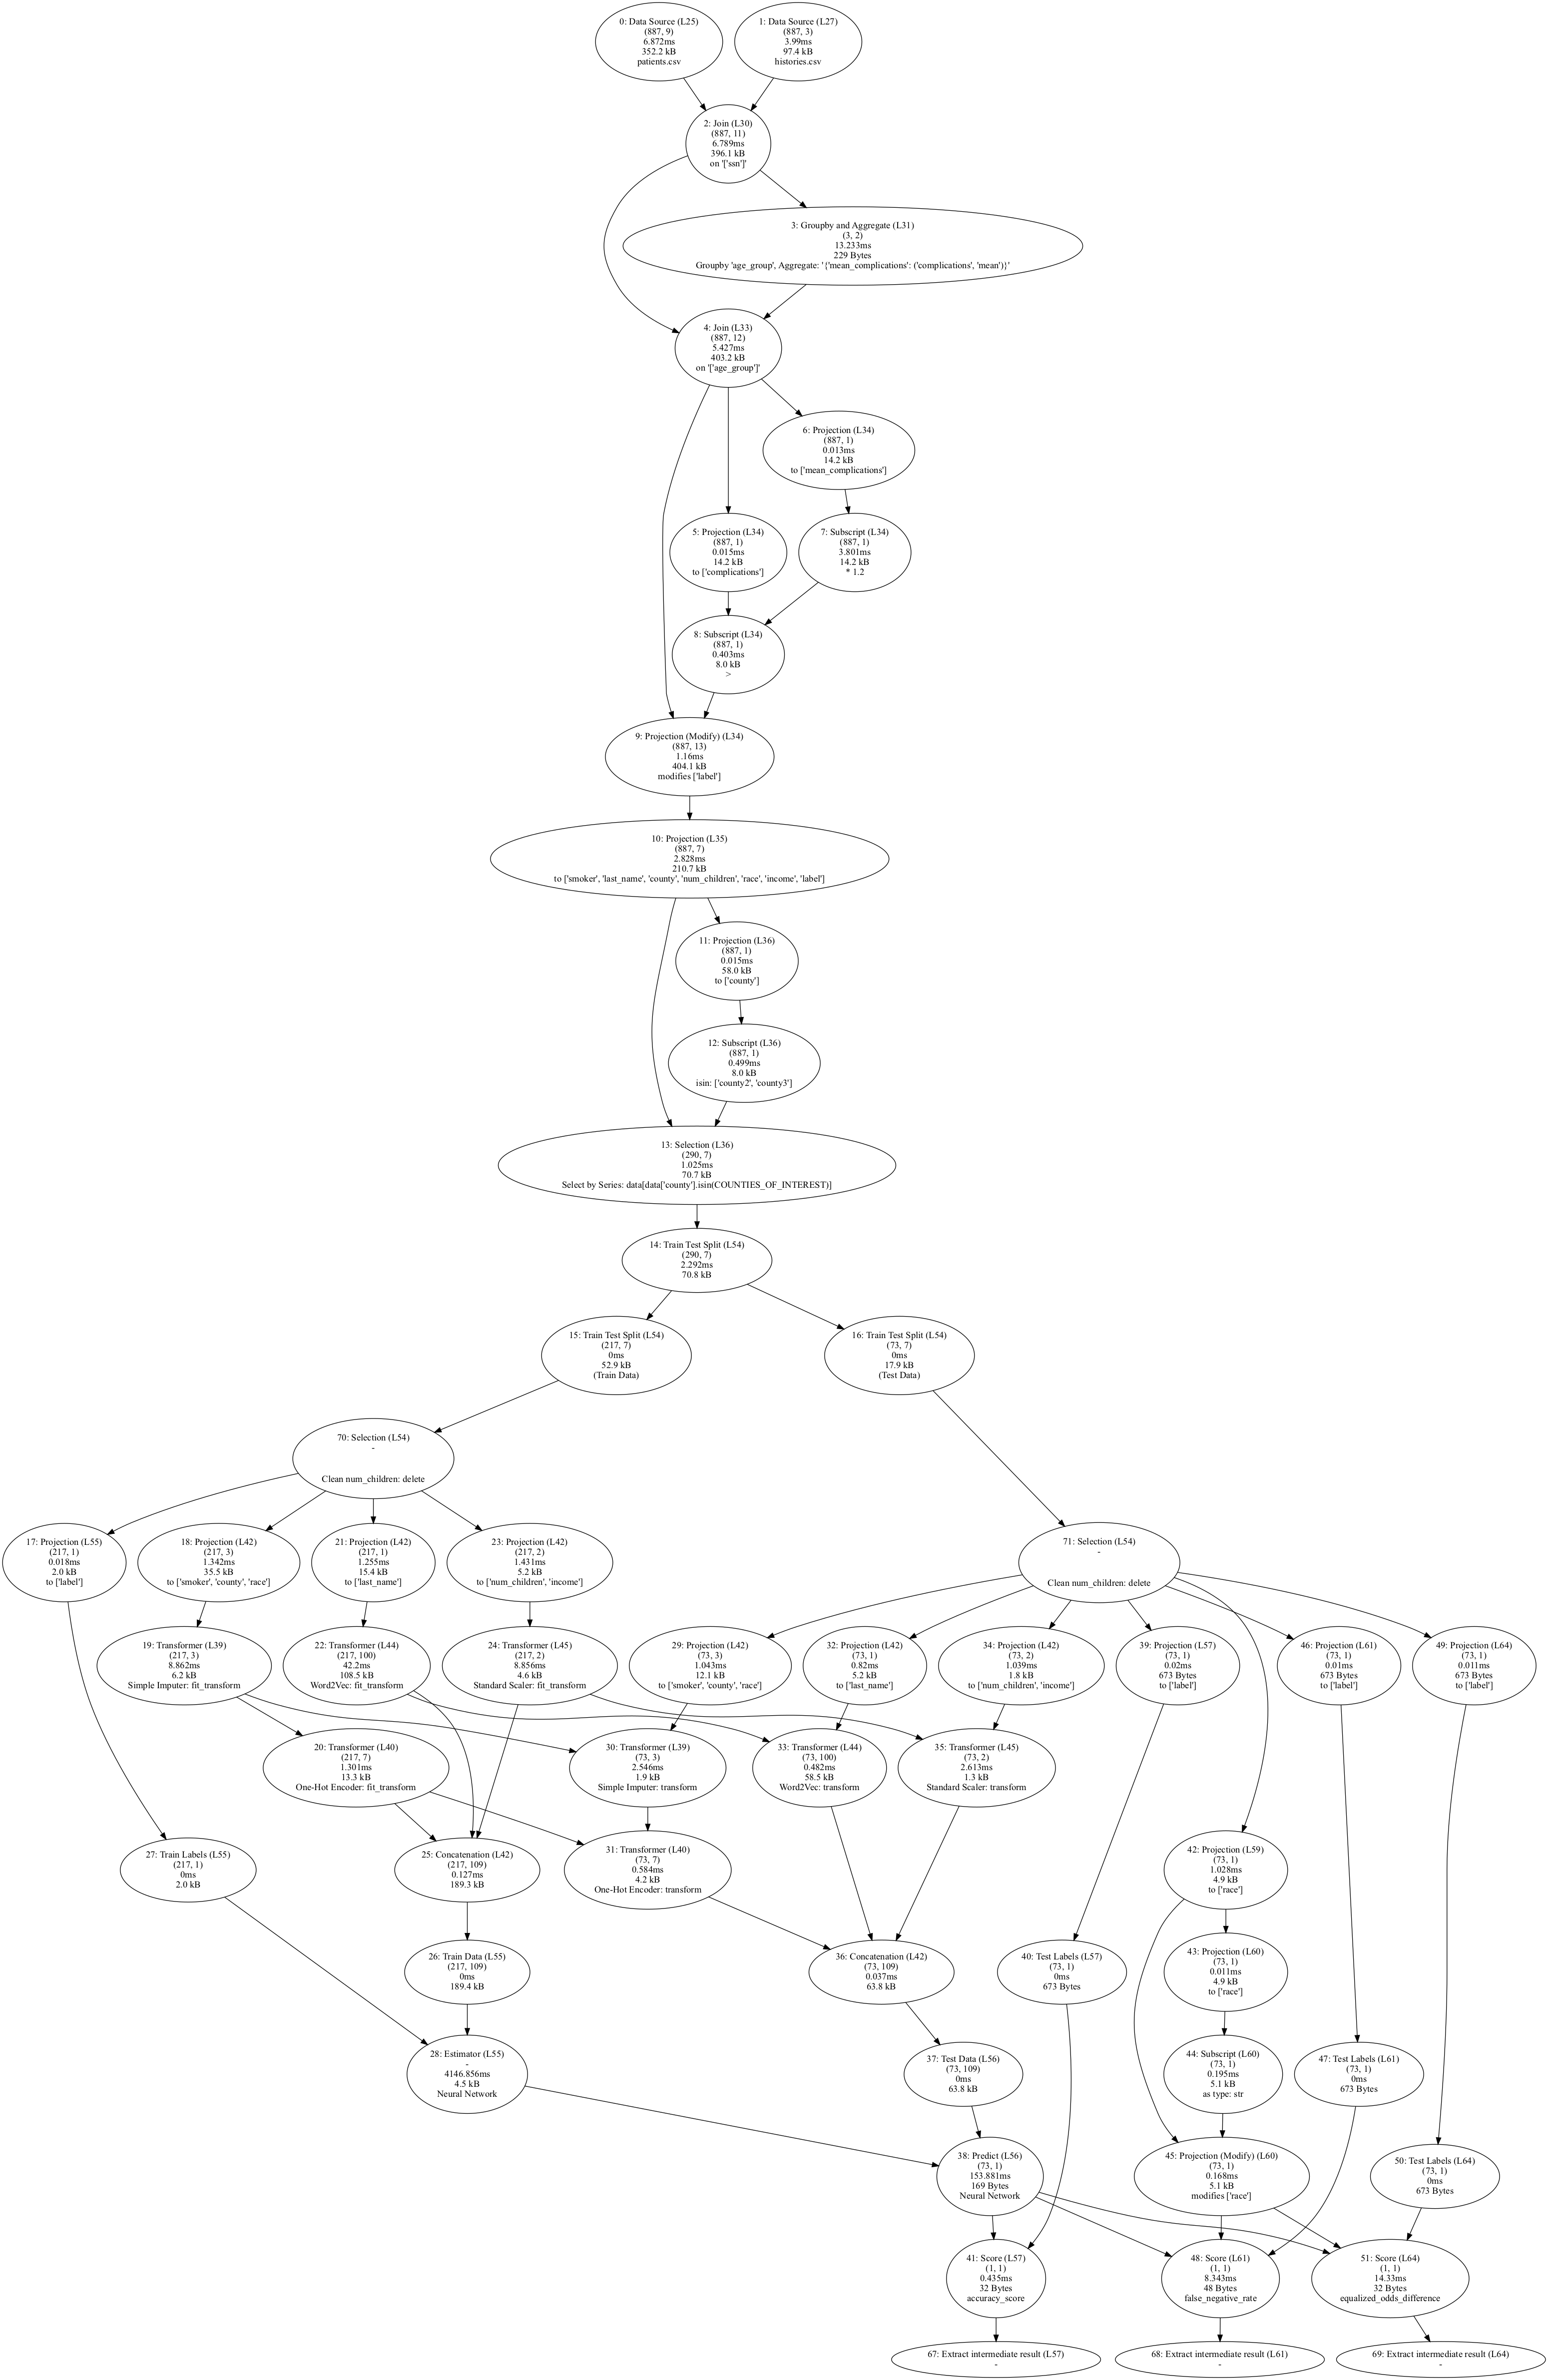 0: Data Source (L25)
(887, 9)
6.872ms
352.2 kB
patients.csv
1: Data Source (L27)
(887, 3)
3.99ms
97.4 kB
histories.csv
2: Join (L30)
(887, 11)
6.789ms
396.1 kB
on '['ssn']'
3: Groupby and Aggregate (L31)
(3, 2)
13.233ms
229 Bytes
Groupby 'age_group', Aggregate: '{'mean_complications': ('complications', 'mean')}'
4: Join (L33)
(887, 12)
5.427ms
403.2 kB
on '['age_group']'
6: Projection (L34)
(887, 1)
0.013ms
14.2 kB
to ['mean_complications']
5: Projection (L34)
(887, 1)
0.015ms
14.2 kB
to ['complications']
7: Subscript (L34)
(887, 1)
3.801ms
14.2 kB
* 1.2
8: Subscript (L34)
(887, 1)
0.403ms
8.0 kB
>
9: Projection (Modify) (L34)
(887, 13)
1.16ms
404.1 kB
modifies ['label']
10: Projection (L35)
(887, 7)
2.828ms
210.7 kB
to ['smoker', 'last_name', 'county', 'num_children', 'race', 'income', 'label']
11: Projection (L36)
(887, 1)
0.015ms
58.0 kB
to ['county']
12: Subscript (L36)
(887, 1)
0.499ms
8.0 kB
isin: ['county2', 'county3']
13: Selection (L36)
(290, 7)
1.025ms
70.7 kB
Select by Series: data[data['county'].isin(COUNTIES_OF_INTEREST)]
14: Train Test Split (L54)
(290, 7)
2.292ms
70.8 kB
15: Train Test Split (L54)
(217, 7)
0ms
52.9 kB
(Train Data)
16: Train Test Split (L54)
(73, 7)
0ms
17.9 kB
(Test Data)
70: Selection (L54)
-
Clean num_children: delete
17: Projection (L55)
(217, 1)
0.018ms
2.0 kB
to ['label']
18: Projection (L42)
(217, 3)
1.342ms
35.5 kB
to ['smoker', 'county', 'race']
21: Projection (L42)
(217, 1)
1.255ms
15.4 kB
to ['last_name']
23: Projection (L42)
(217, 2)
1.431ms
5.2 kB
to ['num_children', 'income']
71: Selection (L54)
-
Clean num_children: delete
19: Transformer (L39)
(217, 3)
8.862ms
6.2 kB
Simple Imputer: fit_transform
22: Transformer (L44)
(217, 100)
42.2ms
108.5 kB
Word2Vec: fit_transform
24: Transformer (L45)
(217, 2)
8.856ms
4.6 kB
Standard Scaler: fit_transform
29: Projection (L42)
(73, 3)
1.043ms
12.1 kB
to ['smoker', 'county', 'race']
32: Projection (L42)
(73, 1)
0.82ms
5.2 kB
to ['last_name']
34: Projection (L42)
(73, 2)
1.039ms
1.8 kB
to ['num_children', 'income']
39: Projection (L57)
(73, 1)
0.02ms
673 Bytes
to ['label']
46: Projection (L61)
(73, 1)
0.01ms
673 Bytes
to ['label']
49: Projection (L64)
(73, 1)
0.011ms
673 Bytes
to ['label']
20: Transformer (L40)
(217, 7)
1.301ms
13.3 kB
One-Hot Encoder: fit_transform
30: Transformer (L39)
(73, 3)
2.546ms
1.9 kB
Simple Imputer: transform
33: Transformer (L44)
(73, 100)
0.482ms
58.5 kB
Word2Vec: transform
35: Transformer (L45)
(73, 2)
2.613ms
1.3 kB
Standard Scaler: transform
27: Train Labels (L55)
(217, 1)
0ms
2.0 kB
25: Concatenation (L42)
(217, 109)
0.127ms
189.3 kB
31: Transformer (L40)
(73, 7)
0.584ms
4.2 kB
One-Hot Encoder: transform
42: Projection (L59)
(73, 1)
1.028ms
4.9 kB
to ['race']
26: Train Data (L55)
(217, 109)
0ms
189.4 kB
36: Concatenation (L42)
(73, 109)
0.037ms
63.8 kB
40: Test Labels (L57)
(73, 1)
0ms
673 Bytes
43: Projection (L60)
(73, 1)
0.011ms
4.9 kB
to ['race']
28: Estimator (L55)
-
4146.856ms
4.5 kB
Neural Network
37: Test Data (L56)
(73, 109)
0ms
63.8 kB
44: Subscript (L60)
(73, 1)
0.195ms
5.1 kB
as type: str
47: Test Labels (L61)
(73, 1)
0ms
673 Bytes
38: Predict (L56)
(73, 1)
153.881ms
169 Bytes
Neural Network
45: Projection (Modify) (L60)
(73, 1)
0.168ms
5.1 kB
modifies ['race']
50: Test Labels (L64)
(73, 1)
0ms
673 Bytes
41: Score (L57)
(1, 1)
0.435ms
32 Bytes
accuracy_score
48: Score (L61)
(1, 1)
8.343ms
48 Bytes
false_negative_rate
51: Score (L64)
(1, 1)
14.33ms
32 Bytes
equalized_odds_difference
67: Extract intermediate result (L57)
-
68: Extract intermediate result (L61)
-
69: Extract intermediate result (L64)
-